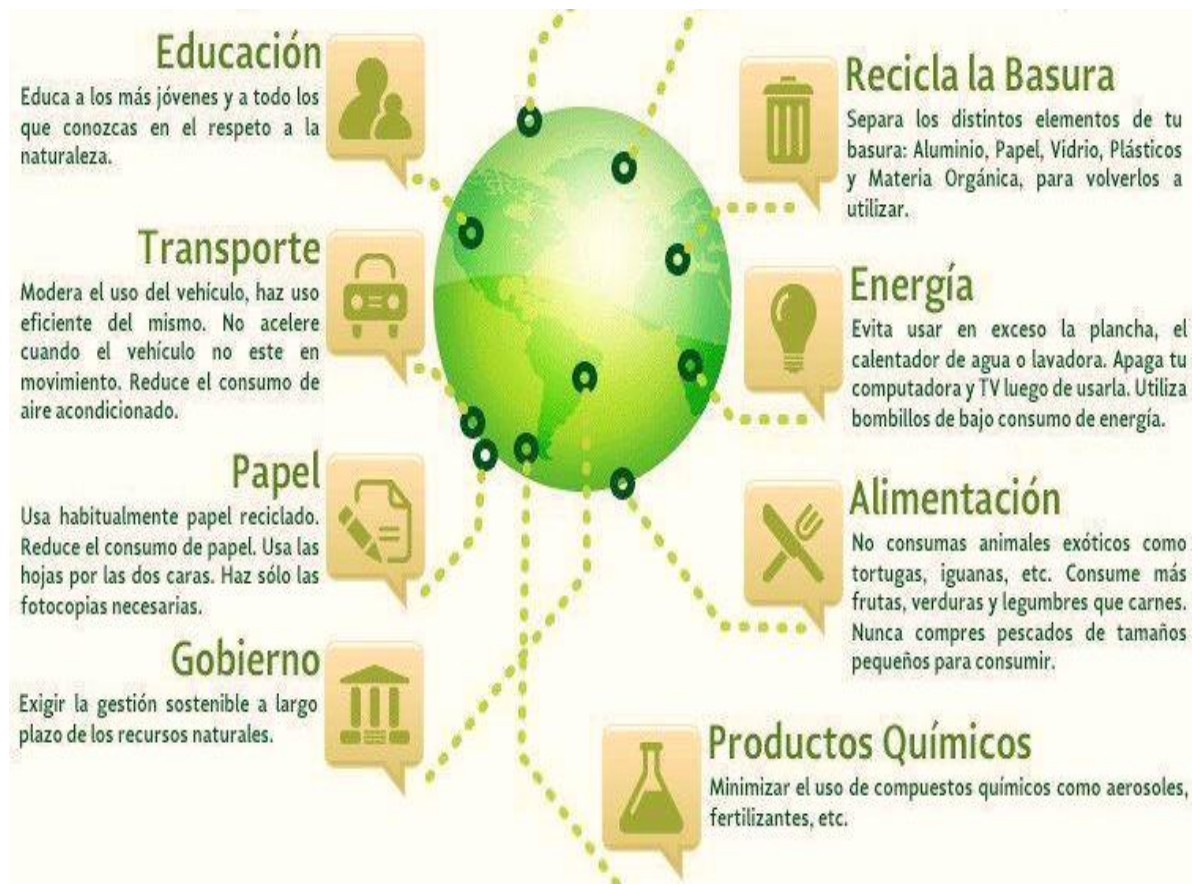 Educación
Educa a los más jóvenes y a todo los
que conozcas en el respeto a la
naturaleza.
Transporte
Modera el uso del vehículo, haz uso
eficiente del mismo. No acelere
cuando el vehículo no este en
movimiento. Reduce el consumo de
aire acondicionado.
Papel
Usa habitualmente papel reciclado.
Reduce el consumo de papel. Usa las
hojas por las dos caras. Haz sólo las
fotocopias necesarias.
Gobierno
Exigir la gestión sostenible a largo
plazo de los recursos naturales.
Recicla la Basura
Separa los distintos elementos de tu
basura: Aluminio, Papel, Vidrio, Plásticos
y Materia Orgánica, para volverlos a
utilizar.
Energía
Evita usar en exceso la plancha, el
calentador de agua o lavadora. Apaga tu
computadora y TV luego de usarla. Utiliza
bombillos de bajo consumo de energía.
Alimentación
No consumas animales exóticos como
tortugas, iguanas, etc. Consume más
frutas, verduras y legumbres que carnes.
Nunca compres pescados de tamaños
pequeños para consumir.
Productos Químicos
Minimizar el uso de compuestos químicos como aerosoles,
fertilizantes, etc.